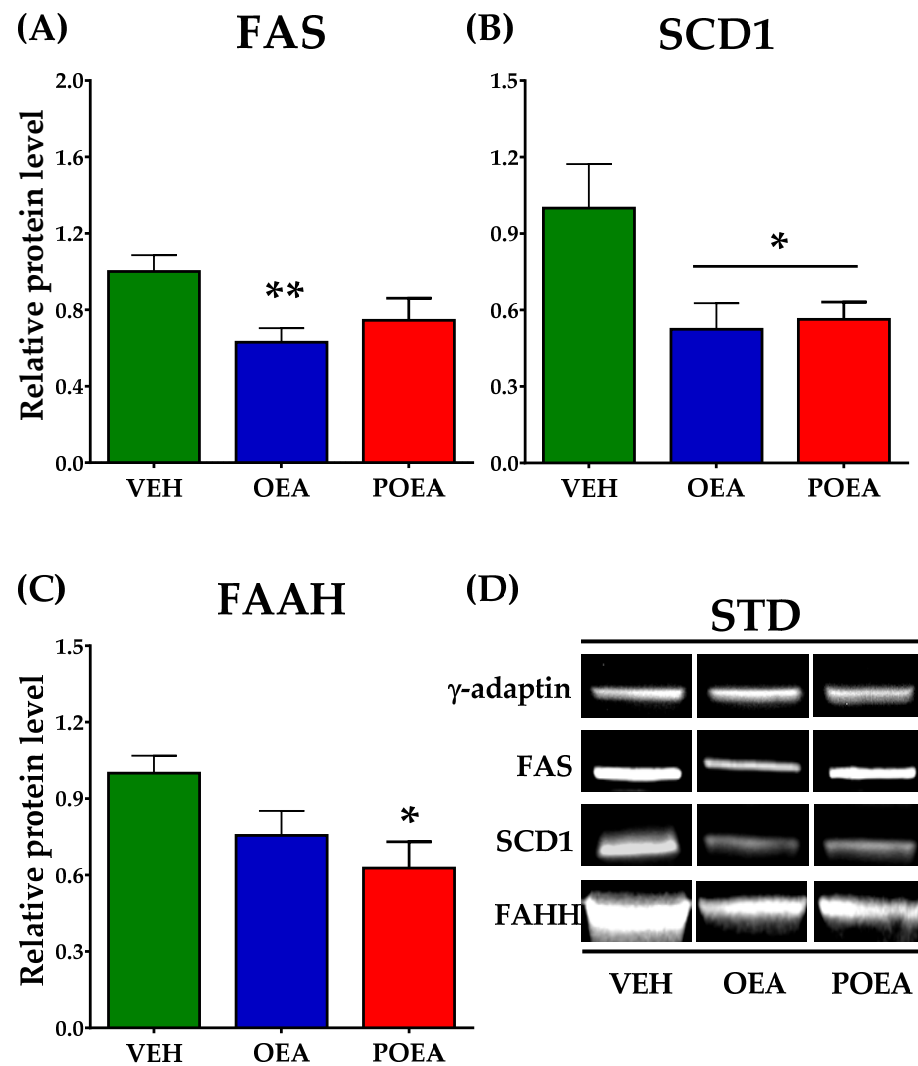 (A)
FAS
Relative protein level
2.0
1.6
1.2
0.8
0.4
0.0
**
VEH OEA POEA
(B)
SCD1
1.5
1.2
0.9
0.6
0.3
0.0
*
VEH OEA POEA
(C)
FAAH
Relative protein level
1.5
1.2
0.9
0.6
0.3
0.0
*
VEH OEA POEA
(D)
STD
γ-adaptin
FAS
SCD1
FAHH
VEH OEA POEA